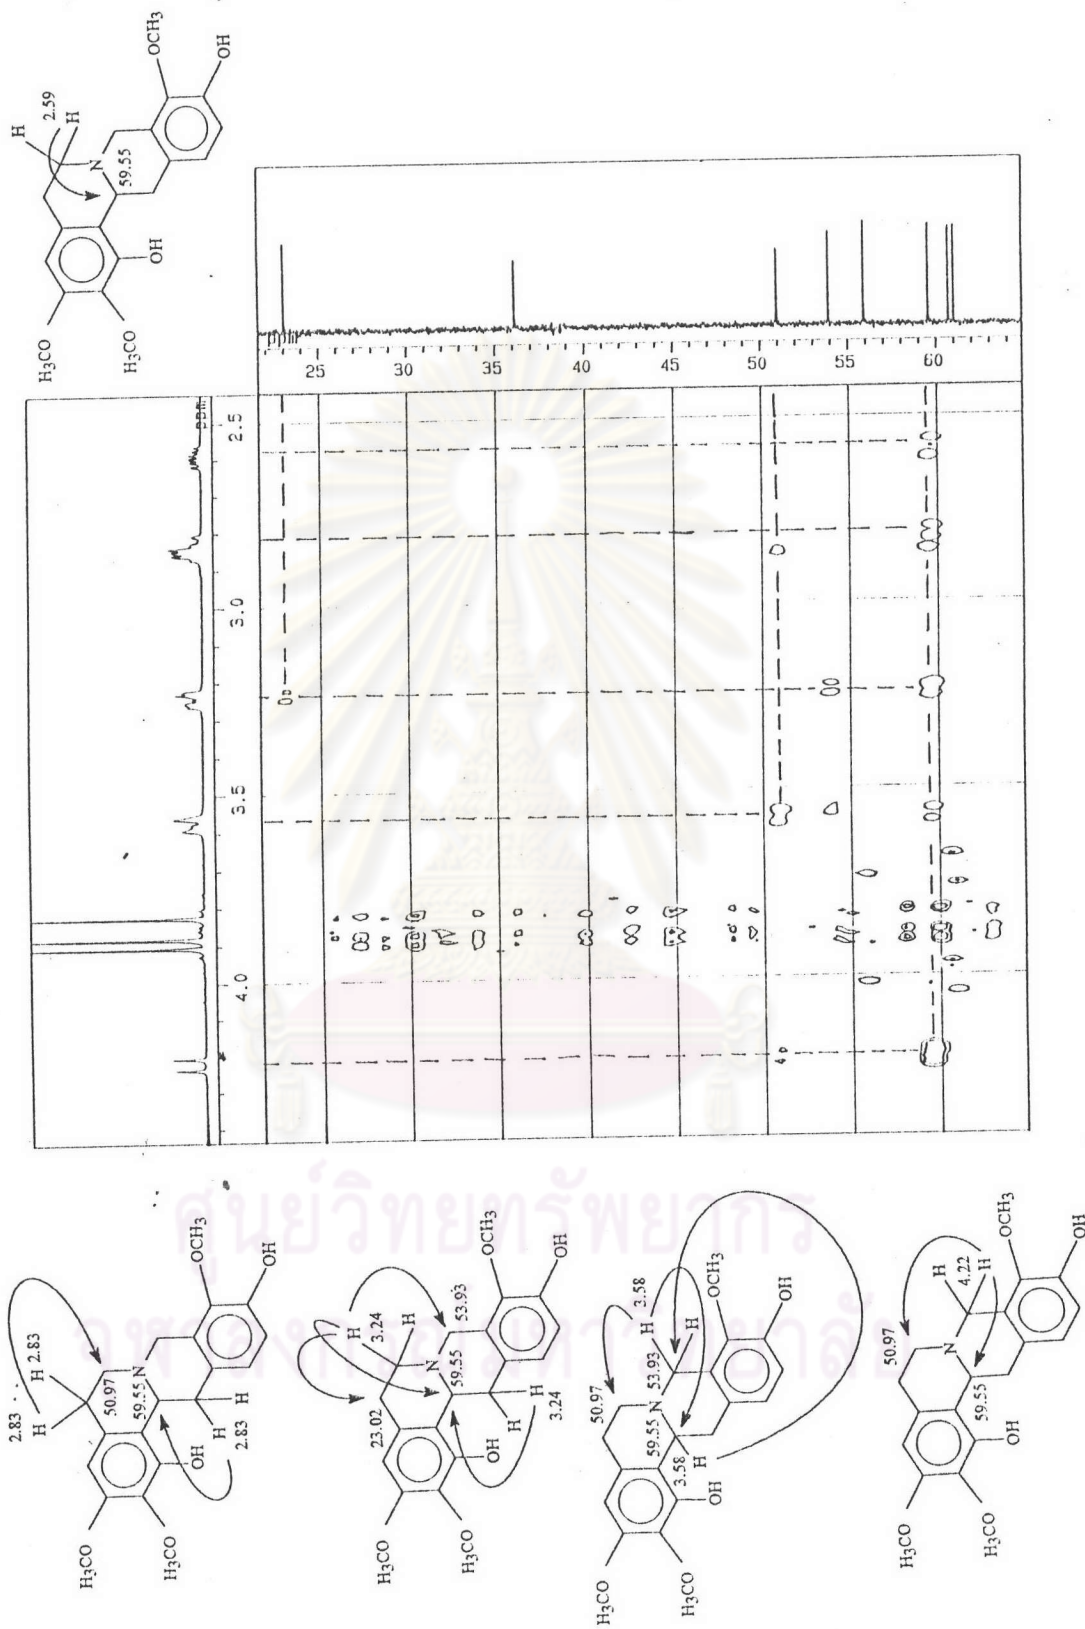 H
2.59
H
OCH3
OH
N
59.55
OH
H3CO
H3CO
ppm
25
30
35
40
45
50
55
60
ppm
2.5
3.0
3.5
4.0
2.83
H
H 2.83
50.97
N
59.55
OCH3
OH
H
H
2.83
OH
H3CO
H3CO
H
H
3.24
23.02
N
53.93
59.55
OCH3
OH
H
H
3.24
OH
H3CO
H3CO
50.97
H
3.58
H
N 53.93
59.55
OCH3
OH
3.58
H
OH
H3CO
H3CO
50.97
H
H
4.22
N
59.55
OCH3
OH
OH
H3CO
H3CO
ศูนย์วิทยทรัพยากร
จุฬาลงกรณ์มหาวิทยาลัย